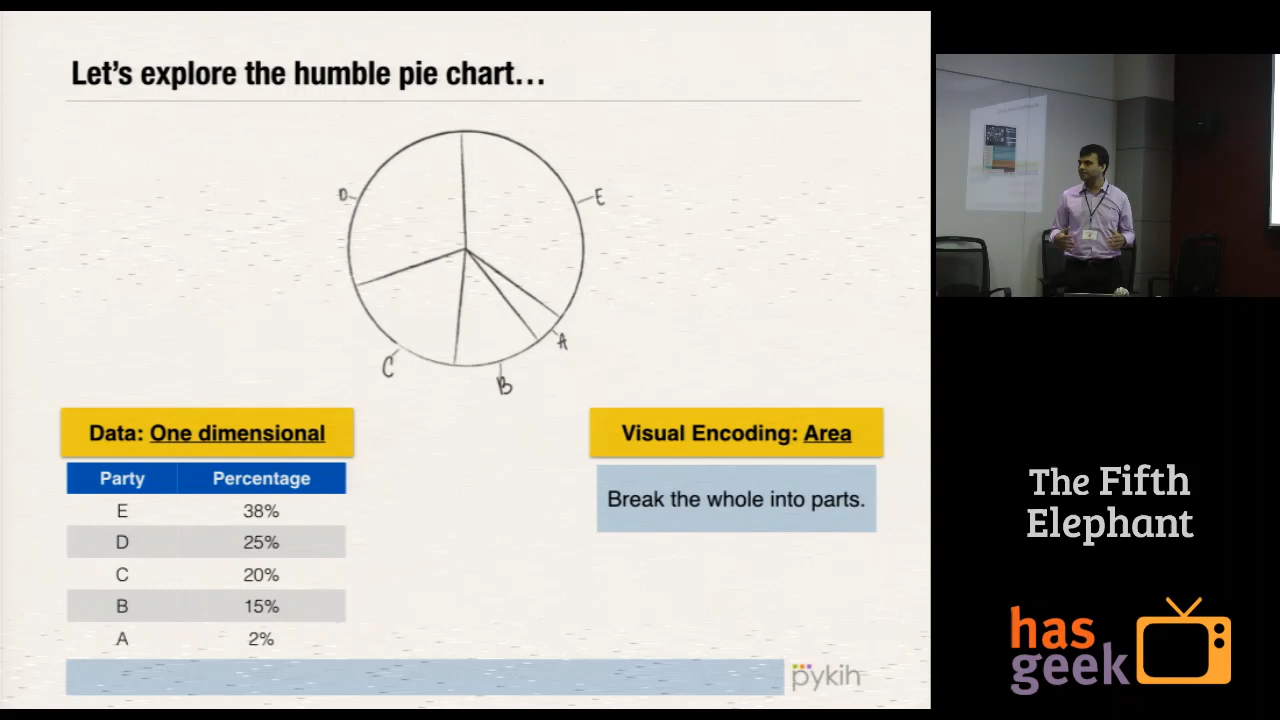 Let's explore the humble pie chart...
D
E
A
C
B
Data: One dimensional
Visual Encoding: Area
Party Percentage
E 38%
D 25%
C 20%
B 15%
A 2%
Break the whole into parts.
pykih
The Fifth
Elephant
has
geek